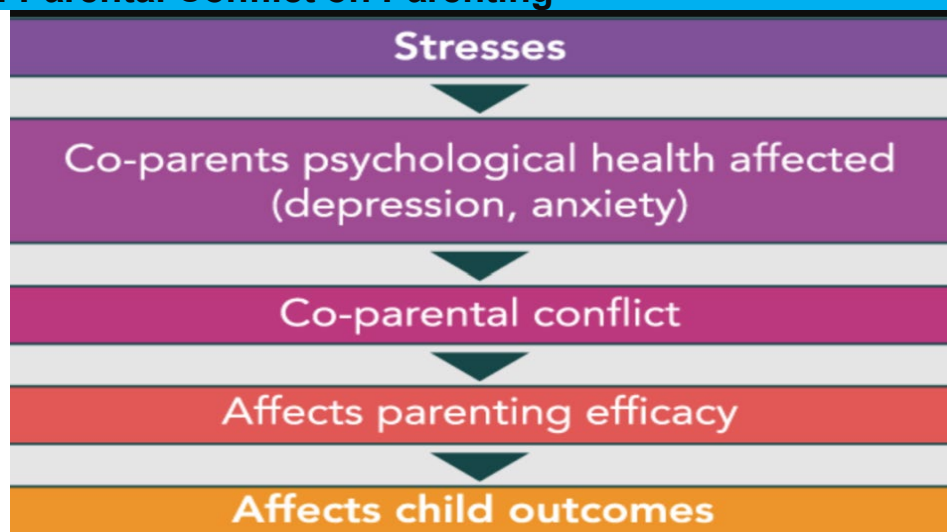 Parental Conflict on Parenting
Stresses
Co-parents psychological health affected
(depression, anxiety)
Co-parental conflict
Affects parenting efficacy
Affects child outcomes